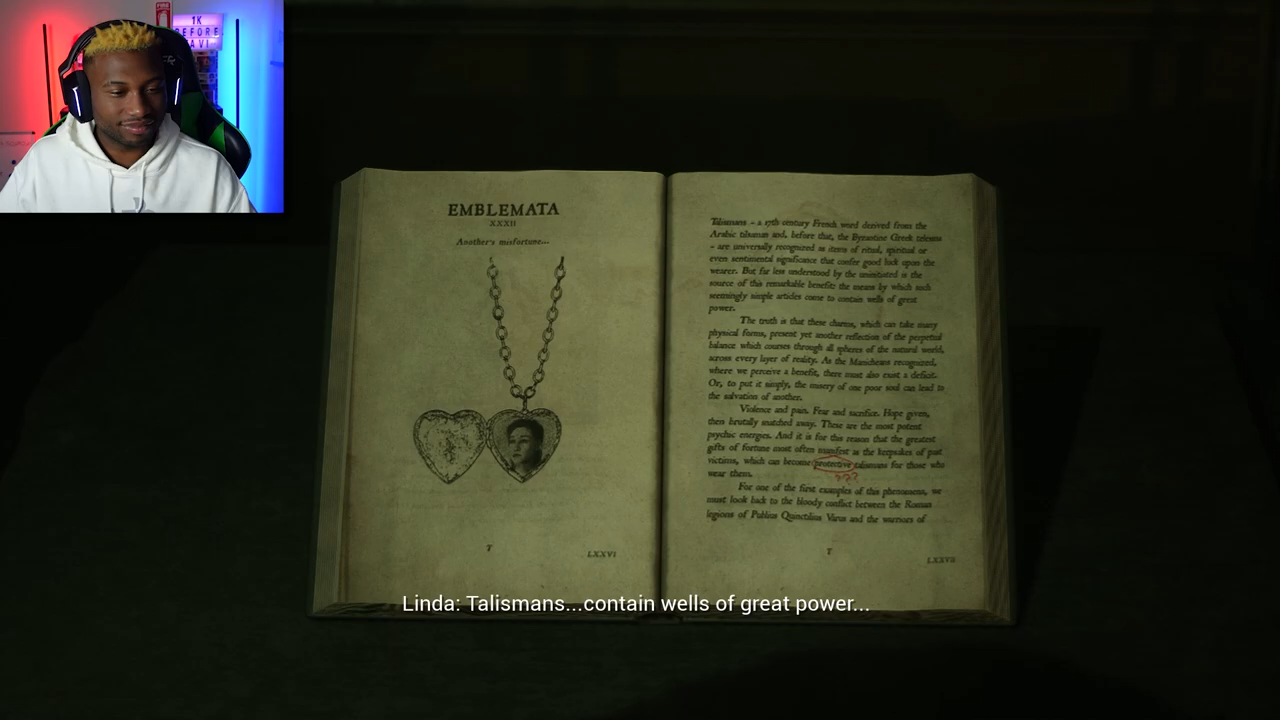 1K
BEFORE
AVI
EMBLEMATA
XXXII
Another's misfortune...
T
LXXVI
Talismans – a 17th century French word derived from the
Arabic talisman and, before that, the Byzantine Greek telesma
– are universally recognized as items of ritual, spiritual or
even sentimental significance that confer good luck upon the
wearer. But far less understood by the uninitiated is the
source of this remarkable benefit: the means by which such
seemingly simple articles come to contain wells of great
power.
The truth is that these charms, which can take many
physical forms, present yet another reflection of the perpetual
balance which courses through all spheres of the natural world,
across every layer of reality. As the Manicheans recognized,
where we perceive a benefit, there must also exist a deficit.
Or, to put it simply, the misery of one poor soul can lead to
the salvation of another.
Violence and pain. Fear and sacrifice. Hope given,
then brutally snatched away. These are the most potent
psychic energies. And it is for this reason that the greatest
gifts of fortune most often manifest as the keepsakes of past
victims, which can become protective talismans for those who
wear them.
???
For one of the first examples of this phenomena, we
must look back to the bloody conflict between the Roman
legions of Publius Quinctilius Varus and the warriors of
T
LXXVII
Linda: Talismans...contain wells of great power...